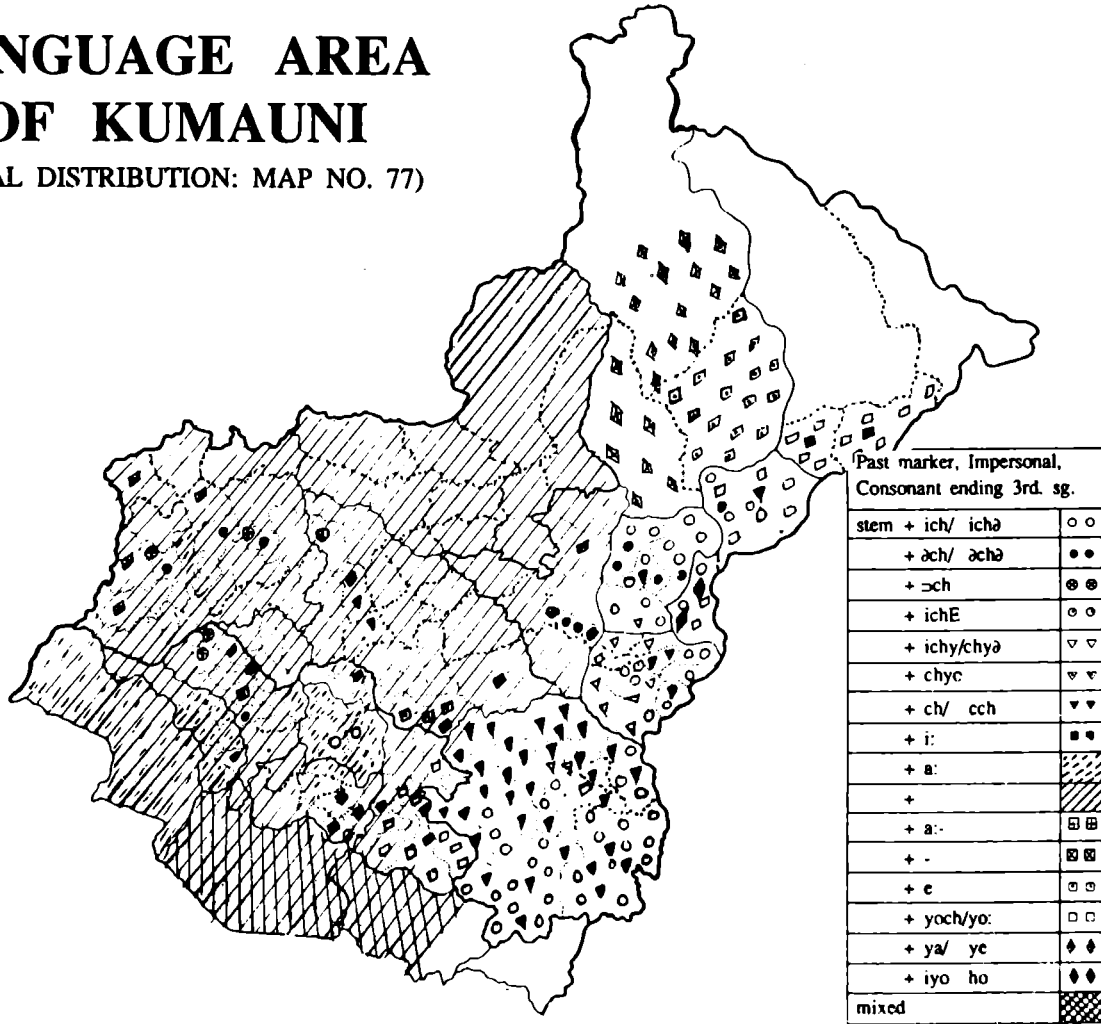 NGUAGE AREA
OF KUMAUNI
AL DISTRIBUTION: MAP NO. 77)
Past marker, Impersonal,
Consonant ending 3rd. sg.
stem + ich/ ichə
+ əch/ əchə
+ ɔch
+ ichE
+ ichy/chyə
+ chyc
+ ch/ cch
+ i:
+ a:
+
+ a:-
+ -
+ e
+ yoch/yo:
+ ya/ ye
+ iyo ho
mixed